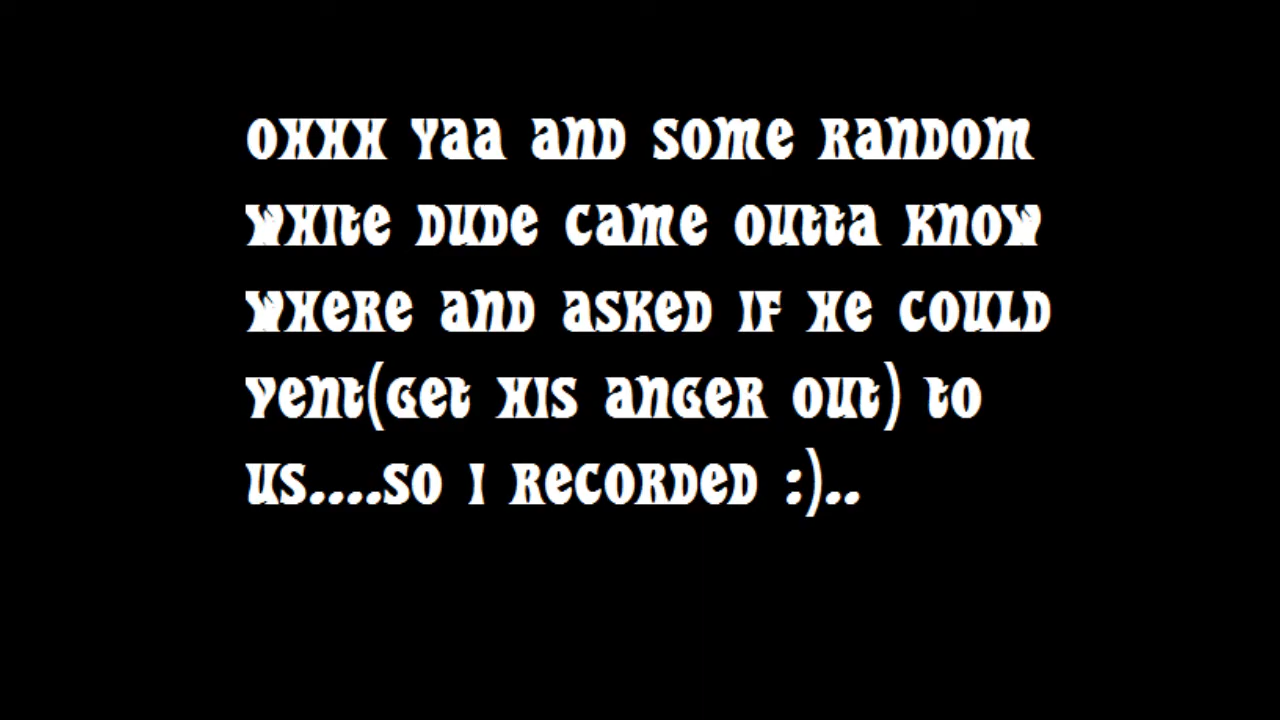 OHHH YAA AND SOME RANDOM
WHITE DUDE CAME OUTTA KNOW
WHERE AND ASKED IF HE COULD
VENT(GET HIS ANGER OUT) TO
US....SO I RECORDED :)..